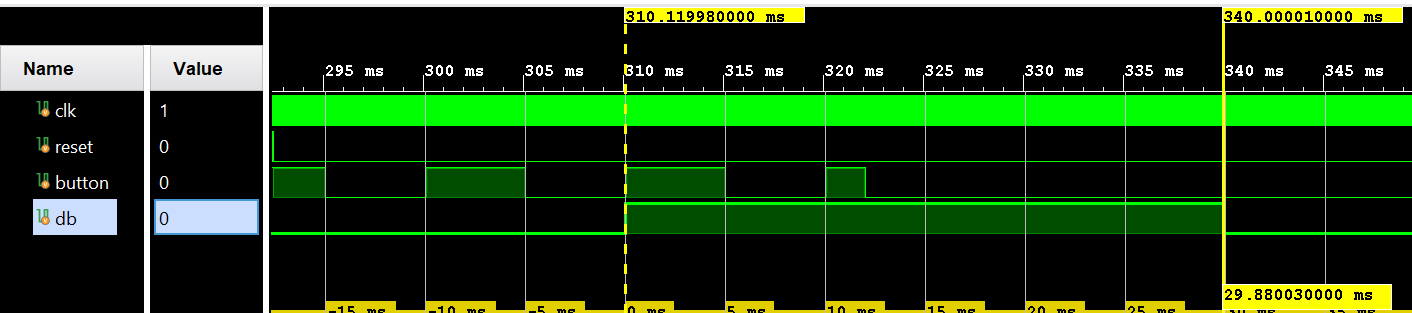 310.119980000 ms 340.000010000 ms
Name Value 295 ms 300 ms 305 ms 310 ms 315 ms 320 ms 325 ms 330 ms 335 ms 340 ms 345 ms
clk 1
reset 0
button 0
db 0
29.880030000 ms
-15 ms -10 ms -5 ms 0 ms 5 ms 10 ms 15 ms 20 ms 25 ms